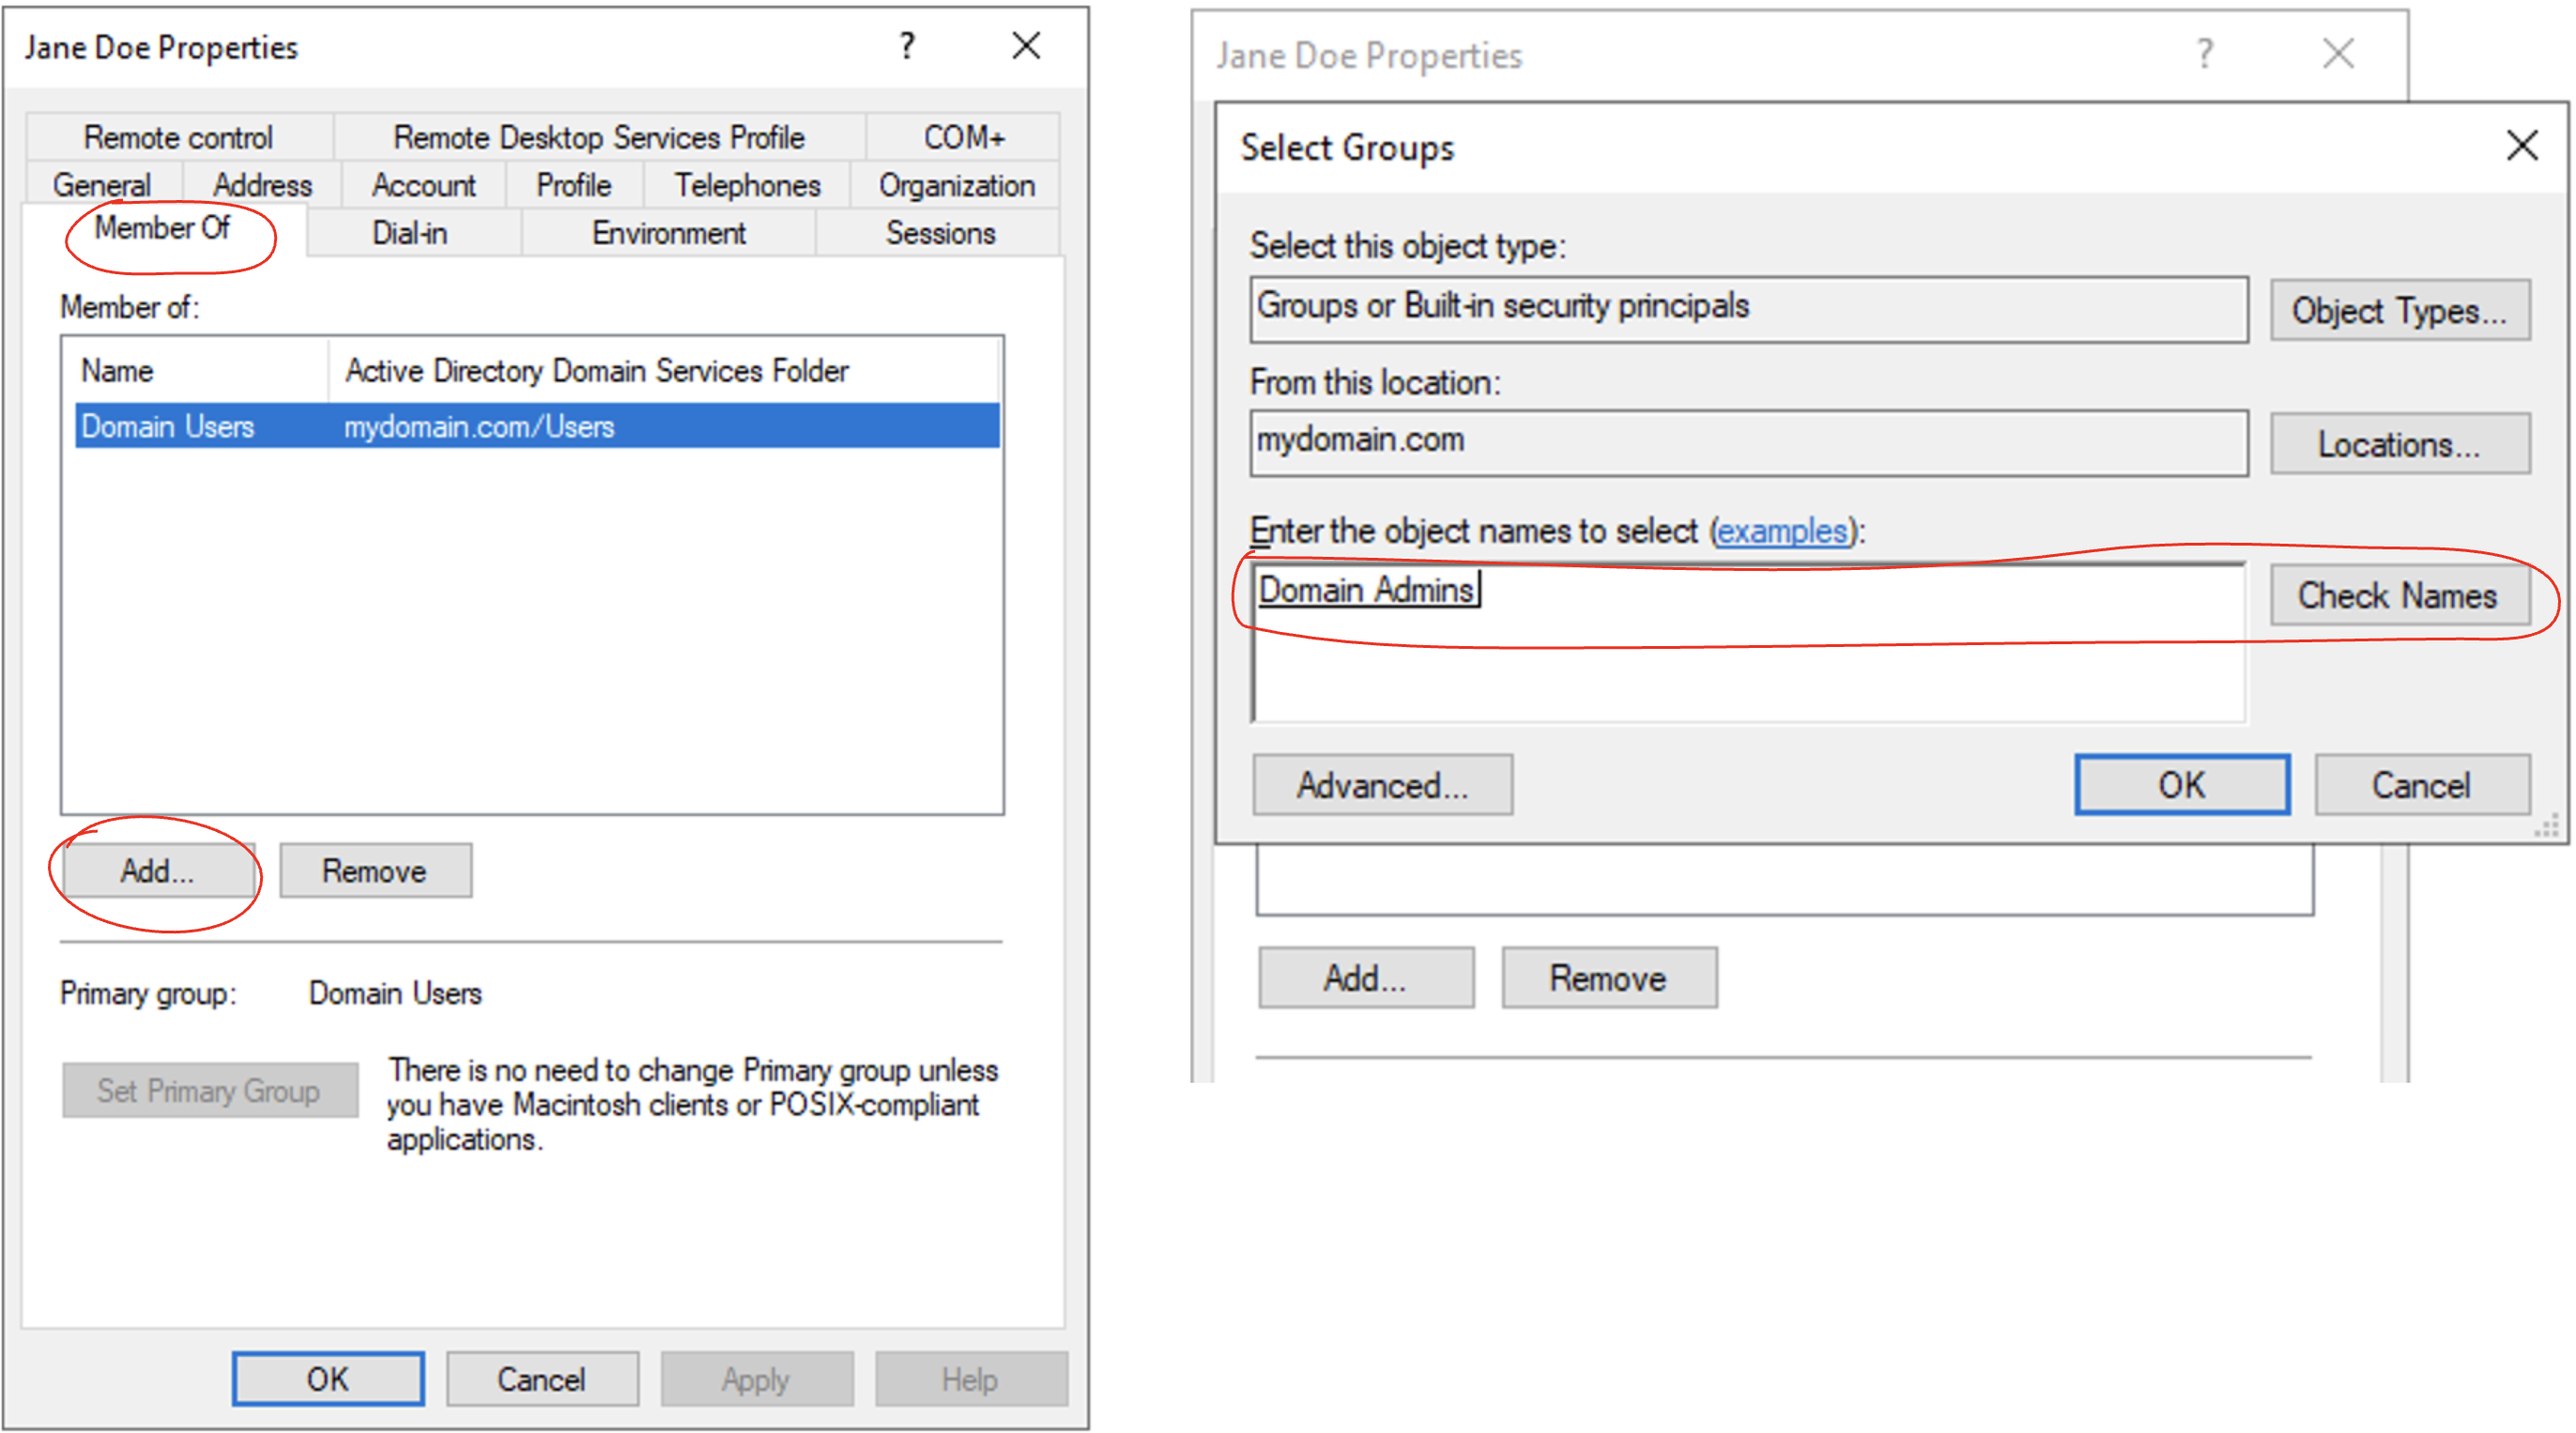 Jane Doe Properties
?
Remote control Remote Desktop Services Profile COM+
General Address Account Profile Telephones Organization
Member Of Dial-in Environment Sessions
Member of:
Name Active Directory Domain Services Folder
Domain Users mydomain.com/Users
Add... Remove
Primary group: Domain Users
Set Primary Group
There is no need to change Primary group unless
you have Macintosh clients or POSIX-compliant
applications.
OK Cancel Apply Help
Jane Doe Properties
?
Select Groups
Select this object type:
Groups or Built-in security principals Object Types...
From this location:
mydomain.com Locations...
Enter the object names to select (examples):
Domain Admins Check Names
Advanced... OK Cancel
Add... Remove